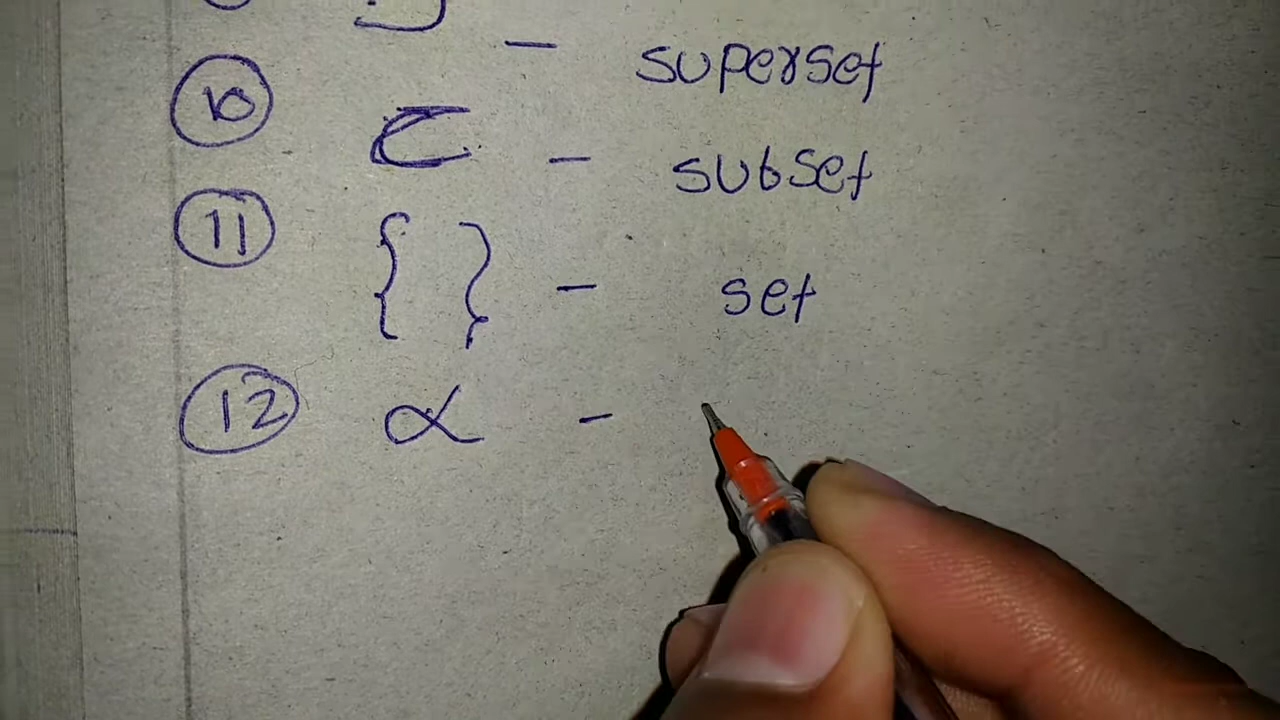 ⊃ - superset
10 ⊂ - subset
11 { } - set
12 α -